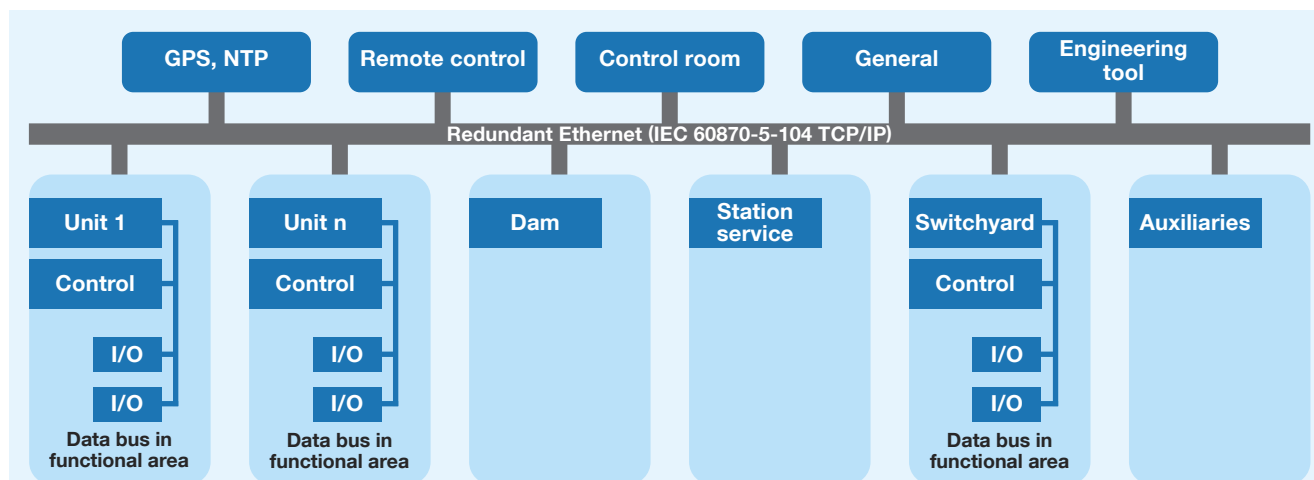 GPS, NTP
Remote control
Control room
General
Engineering
tool
Redundant Ethernet (IEC 60870-5-104 TCP/IP)
Unit 1
Control
I/O
I/O
Data bus in
functional area
Unit n
Control
I/O
I/O
Data bus in
functional area
Dam
Station
service
Switchyard
Control
I/O
I/O
Data bus in
functional area
Auxiliaries